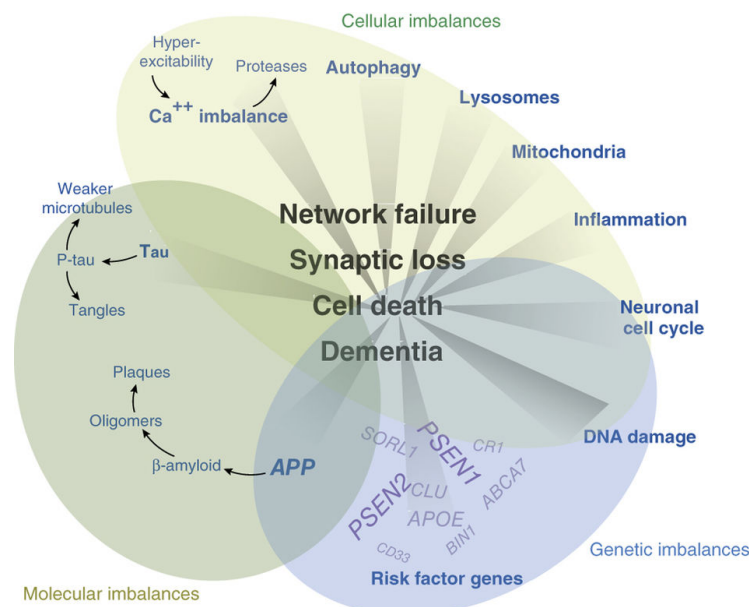 Cellular imbalances
Hyper-
excitability
Proteases
Autophagy
Ca++ imbalance
Lysosomes
Mitochondria
Inflammation
Neuronal
cell cycle
DNA damage
Network failure
Synaptic loss
Cell death
Dementia
Weaker
microtubules
P-tau
Tau
Tangles
Plaques
Oligomers
β-amyloid
APP
SORL1
PSEN1
CR1
PSEN2
CLU
ABCA7
APOE
BIN1
CD33
Risk factor genes
Genetic imbalances
Molecular imbalances